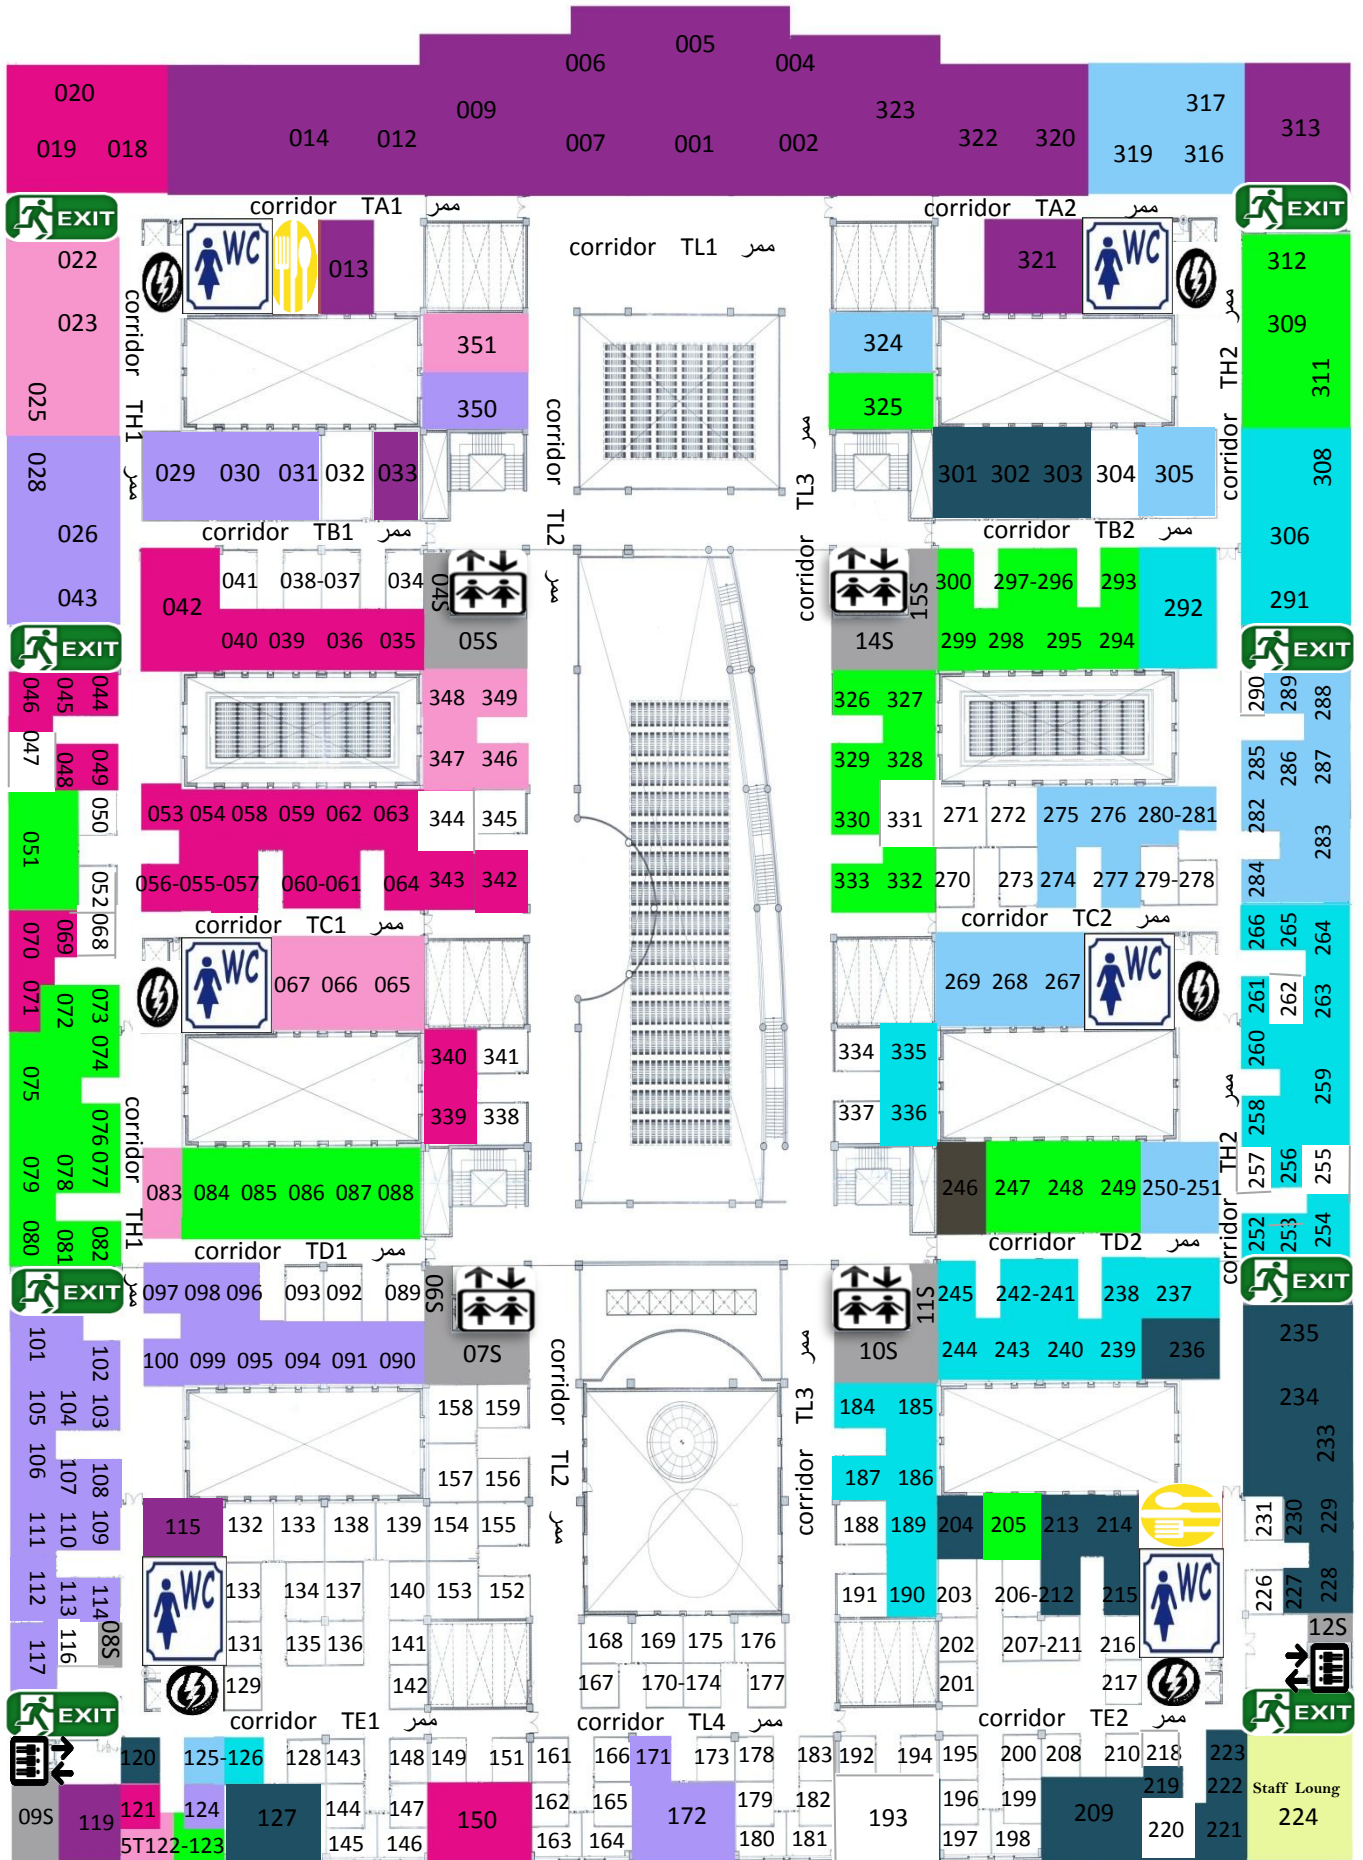 005
006 004
009 323
020 317
014 012 007 001 002 322 320 313
019 018 319 316
EXIT corridor TA1 ممر corridor TA2 ممر EXIT
WC 013 corridor TL1 ممر 321 WC
022 312
023 corridor TH1 ممر 309 corridor TH2 ممر
351 324
025 350 corridor TL2 ممر 325 corridor TL3 ممر 311
028 029 030 031 032 033 301 302 303 304 305 308
026 corridor TB1 ممر corridor TB2 ممر 306
041 038-037 034 04S 15S 300 297-296 293
043 042 292 291
EXIT 040 039 036 035 05S 14S 299 298 295 294 EXIT
046 045 044 348 349 326 327 290 289 288
047 048 049 347 346 329 328 285 286 287
050 053 054 058 059 062 063 344 345 330 331 271 272 275 276 280-281 282
051 283
052 056-055-057 060-061 064 343 342 333 332 270 273 274 277 279-278 284
070 069 068 corridor TC1 ممر corridor TC2 ممر 266 265 264
071 072 073 WC 067 066 065 269 268 267 WC 261 262 263
074 340 341 334 335 260
075 259
076 corridor TH1 ممر 339 338 337 336 258 corridor TH2 ممر
079 078 077 083 084 085 086 087 088 246 247 248 249 250-251 257 256 255
080 081 082 corridor TD1 ممر corridor TD2 ممر 252 253 254
EXIT 097 098 096 093 092 089 06S 11S 245 242-241 238 237 EXIT
101 102 100 099 095 094 091 090 07S corridor TL2 ممر 10S corridor TL3 ممر 244 243 240 239 236 235
105 104 103 158 159 184 185 234
106 107 108 157 156 187 186 233
111 110 109 115 132 133 138 139 154 155 188 189 204 205 213 214 231 230 229
112 113 114 WC 133 134 137 140 153 152 191 190 203 206-212 215 WC 226 227 228
117 116 08S 131 135 136 141 168 169 175 176 202 207-211 216 12S
129 142 167 170-174 177 201 217
EXIT corridor TE1 ممر corridor TL4 ممر corridor TE2 ممر EXIT
120 125-126 128 143 148 149 151 161 166 171 173 178 183 192 194 195 200 208 210 218 223
219 222 Staff Loung
09S 119 121 124 127 144 147 150 162 165 172 179 182 193 196 199 209 220 221 224
5T122-123 145 146 163 164 180 181 197 198